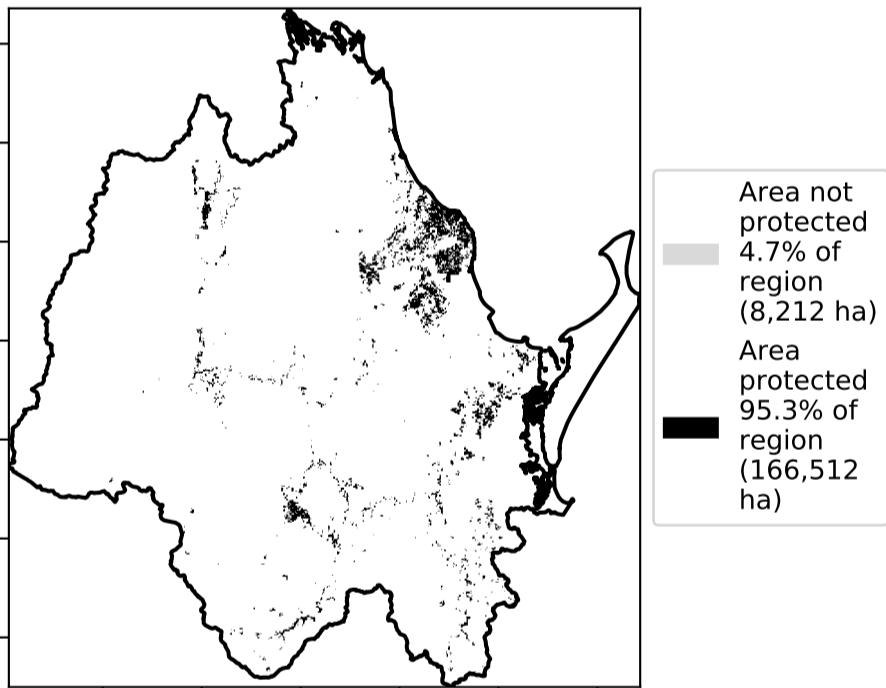 Area not
protected
4.7% of
region
(8,212 ha)
Area
protected
95.3% of
region
(166,512
ha)